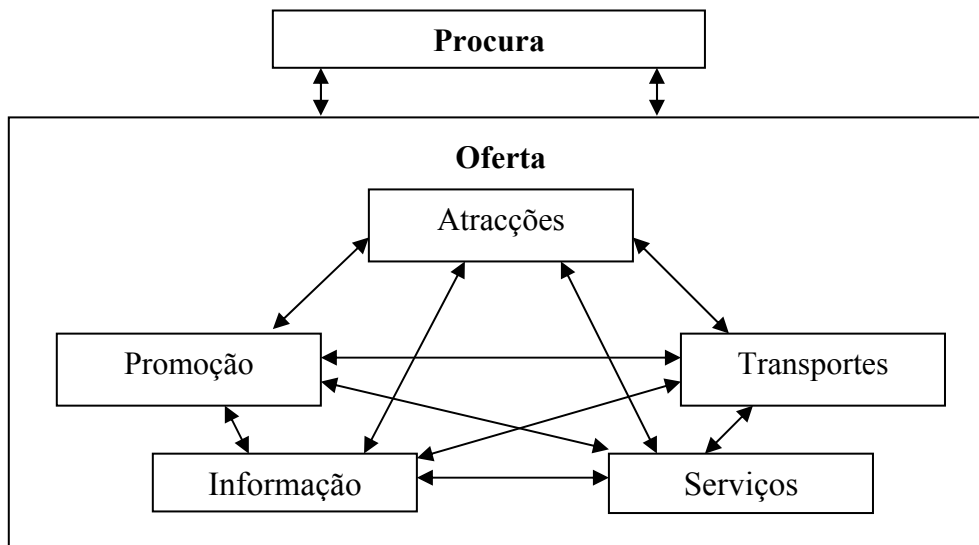 Procura
Oferta
Atracções
Promoção
Transportes
Informação
Serviços